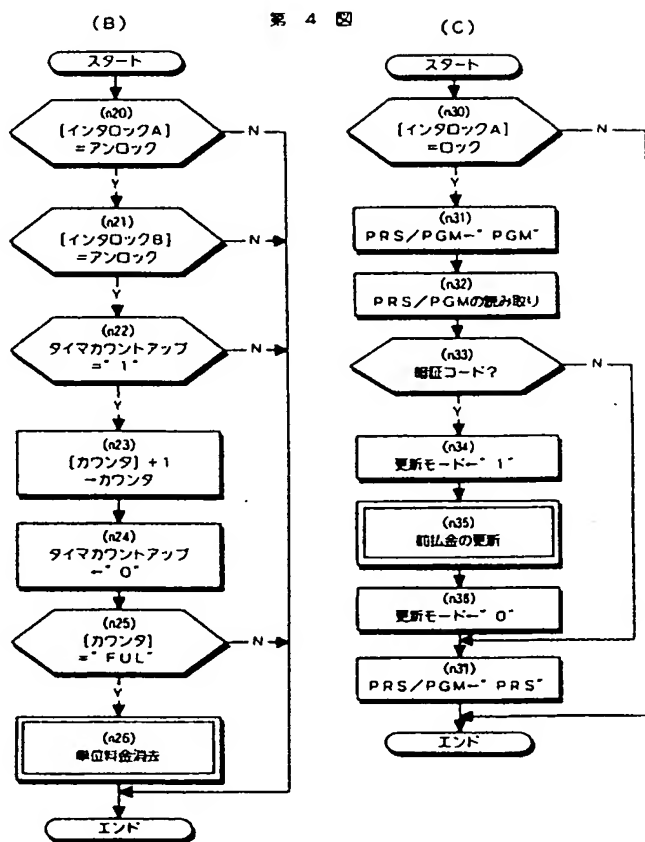 第 4 図
(B)
スタート
(n20)
[インタロックA]
=アンロック
N
Y
(n21)
[インタロックB]
=アンロック
N
Y
(n22)
タイマカウントアップ
="1"
N
Y
(n23)
[カウンタ]+1
→カウンタ
(n24)
タイマカウントアップ
←"0"
(n25)
[カウンタ]
="FUL"
N
Y
(n26)
単位料金消去
エンド
(C)
スタート
(n30)
[インタロックA]
=ロック
N
Y
(n31)
PRS/PGM←"PGM"
(n32)
PRS/PGMの読み取り
(n33)
暗証コード?
N
Y
(n34)
更新モード←"1"
(n35)
前払金の更新
(n36)
更新モード←"0"
(n37)
PRS/PGM←"PRS"
エンド